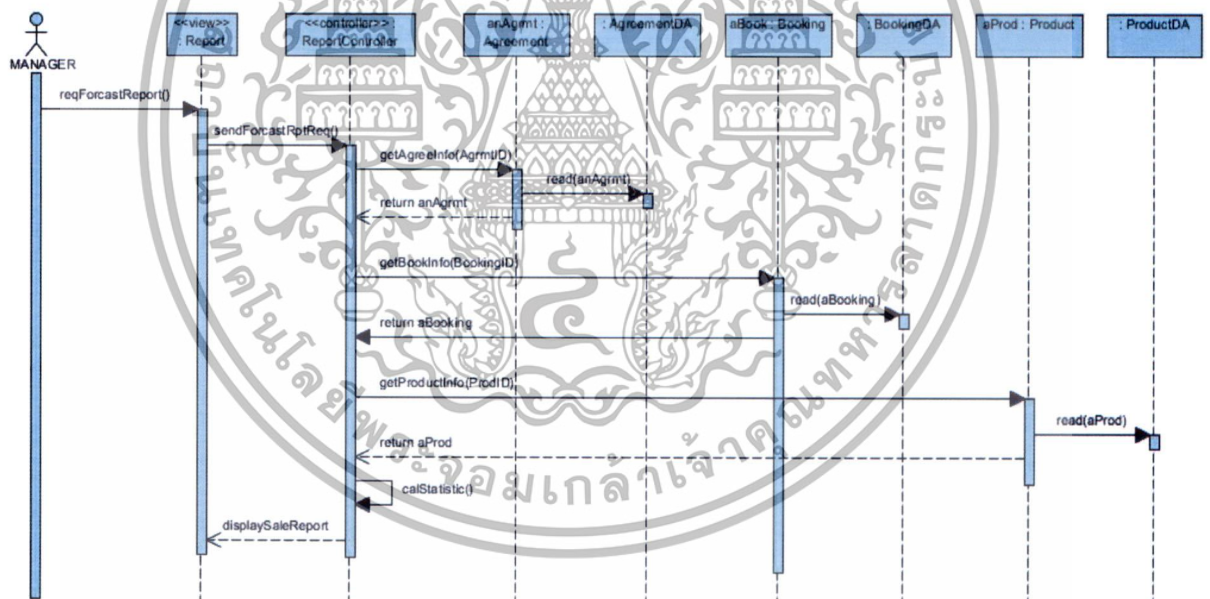 <<view>>
: Report
<<controller>> :
ReportController
anAgrmt :
Agreement
: AgreementDA
aBook : Booking
: BookingDA
aProd : Product
: ProductDA
MANAGER
reqForcastReport()
sendForcastRptReq()
getAgreeInfo(AgrmtID)
read(anAgrmt)
return anAgrmt
getBookInfo(BookingID)
read(aBooking)
return aBooking
getProductInfo(ProdID)
read(aProd)
return aProd
calStatistic()
displaySaleReport